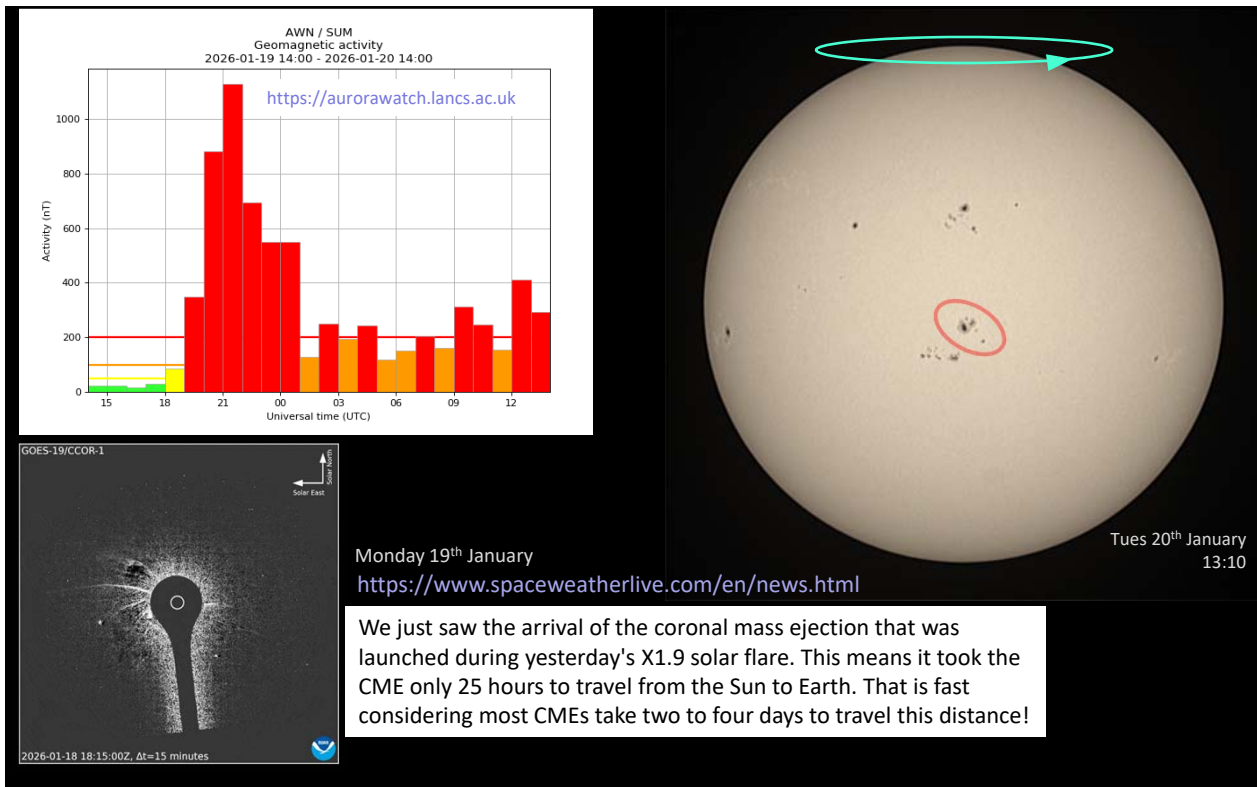 AWN / SUM
Geomagnetic activity
2026-01-19 14:00 - 2026-01-20 14:00
https://aurorawatch.lancs.ac.uk
Activity (nT)
1000
800
600
400
200
0
15 18 21 00 03 06 09 12
Universal time (UTC)
GOES-19/CCOR-1
Solar North
Solar East
2026-01-18 18:15:00Z, Δt=15 minutes
Monday 19th January
https://www.spaceweatherlive.com/en/news.html
We just saw the arrival of the coronal mass ejection that was
launched during yesterday's X1.9 solar flare. This means it took the
CME only 25 hours to travel from the Sun to Earth. That is fast
considering most CMEs take two to four days to travel this distance!
Tues 20th January
13:10